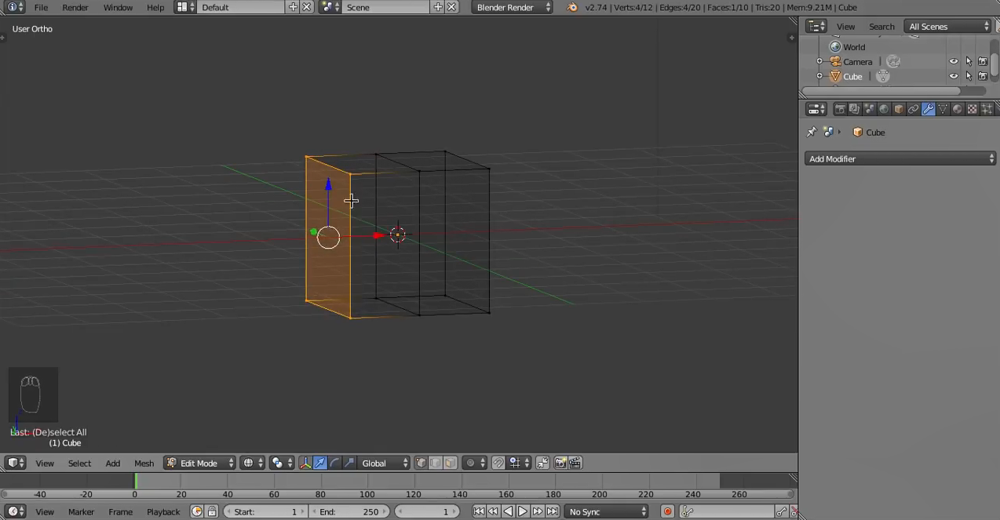 File Render Window Help Default Scene Blender Render v2.74 | Verts:4/12 | Edges:4/20 | Faces:1/10 | Tris:20 | Mem:9.21M | Cube
User Ortho
View Search All Scenes
World
Camera
Cube
Cube
Add Modifier
Last: (De)select All
(1) Cube
View Select Add Mesh Edit Mode Global
-40 -20 0 20 40 60 80 100 120 140 160 180 200 220 240 260
View Marker Frame Playback Start: 1 End: 250 1 No Sync